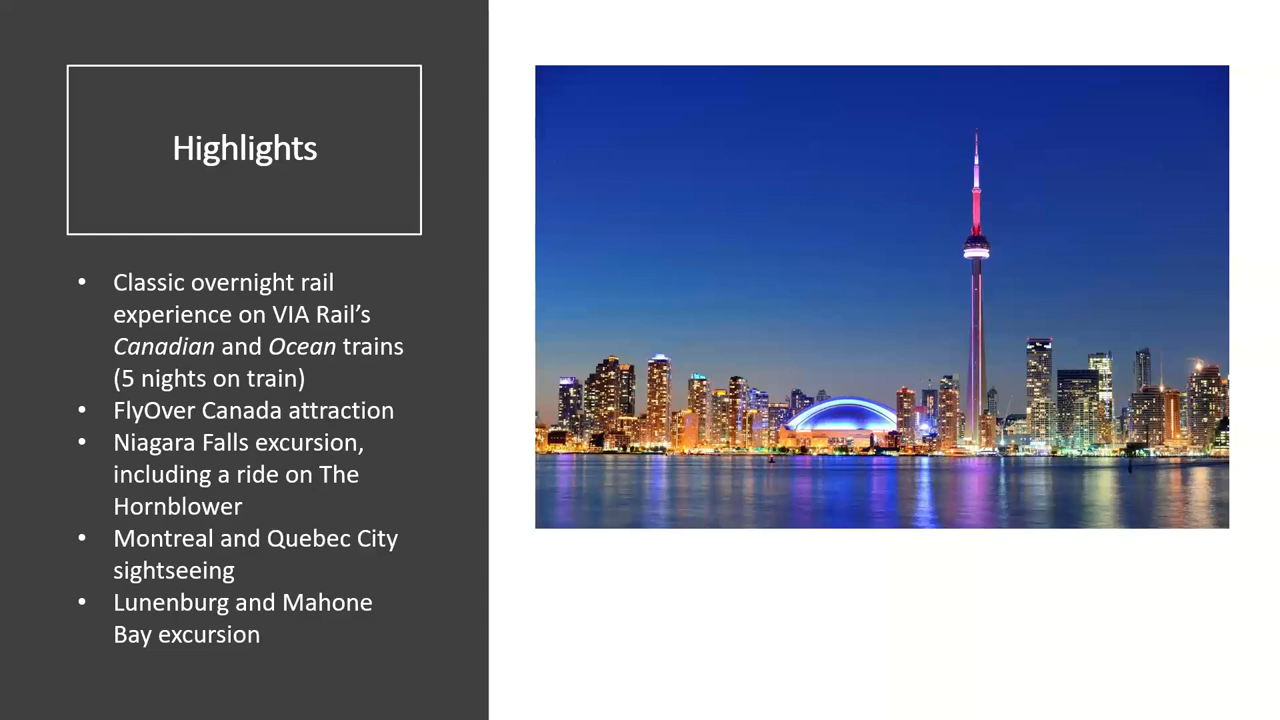 Highlights
• Classic overnight rail
experience on VIA Rail’s
Canadian and Ocean trains
(5 nights on train)
• FlyOver Canada attraction
• Niagara Falls excursion,
including a ride on The
Hornblower
• Montreal and Quebec City
sightseeing
• Lunenburg and Mahone
Bay excursion